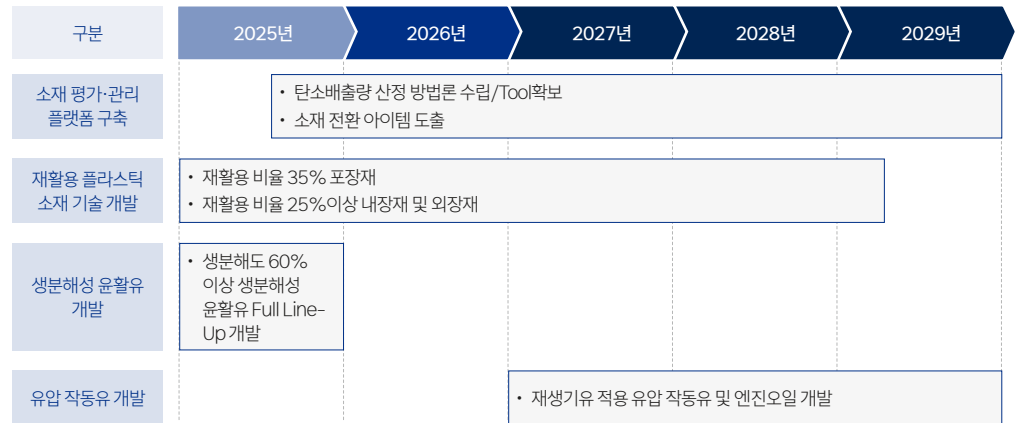 구분 2025년 2026년 2027년 2028년 2029년
소재 평가·관리
플랫폼 구축
• 탄소배출량 산정 방법론 수립/Tool확보
• 소재 전환 아이템 도출
재활용 플라스틱
소재 기술 개발
• 재활용 비율 35% 포장재
• 재활용 비율 25%이상 내장재 및 외장재
생분해성 윤활유
개발
• 생분해도 60%
이상 생분해성
윤활유 Full Line-
Up 개발
유압 작동유 개발
• 재생기유 적용 유압 작동유 및 엔진오일 개발